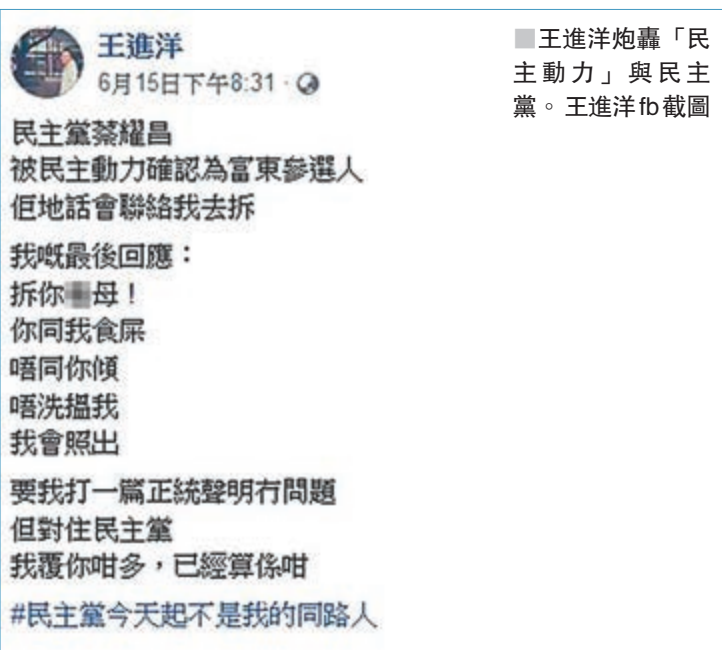 王進洋
6月15日下午8:31
民主黨蔡耀昌
被民主動力確認為富東參選人
佢地話會聯絡我去拆
我嘅最後回應：
拆你母！
你同我食屎
唔同你傾
唔洗搵我
我會照出
要我打一篇正統聲明冇問題
但對住民主黨
我覆你咁多，已經算係咁
#民主黨今天起不是我的同路人
■王進洋炮轟「民
主動力」與民主
黨。王進洋fb截圖